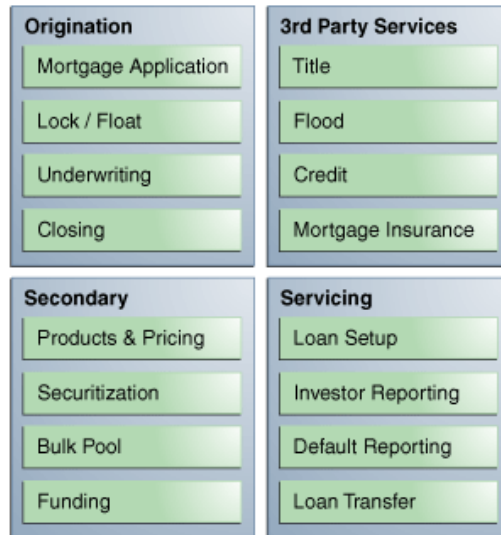 Origination
Mortgage Application
Lock / Float
Underwriting
Closing
3rd Party Services
Title
Flood
Credit
Mortgage Insurance
Secondary
Products & Pricing
Securitization
Bulk Pool
Funding
Servicing
Loan Setup
Investor Reporting
Default Reporting
Loan Transfer